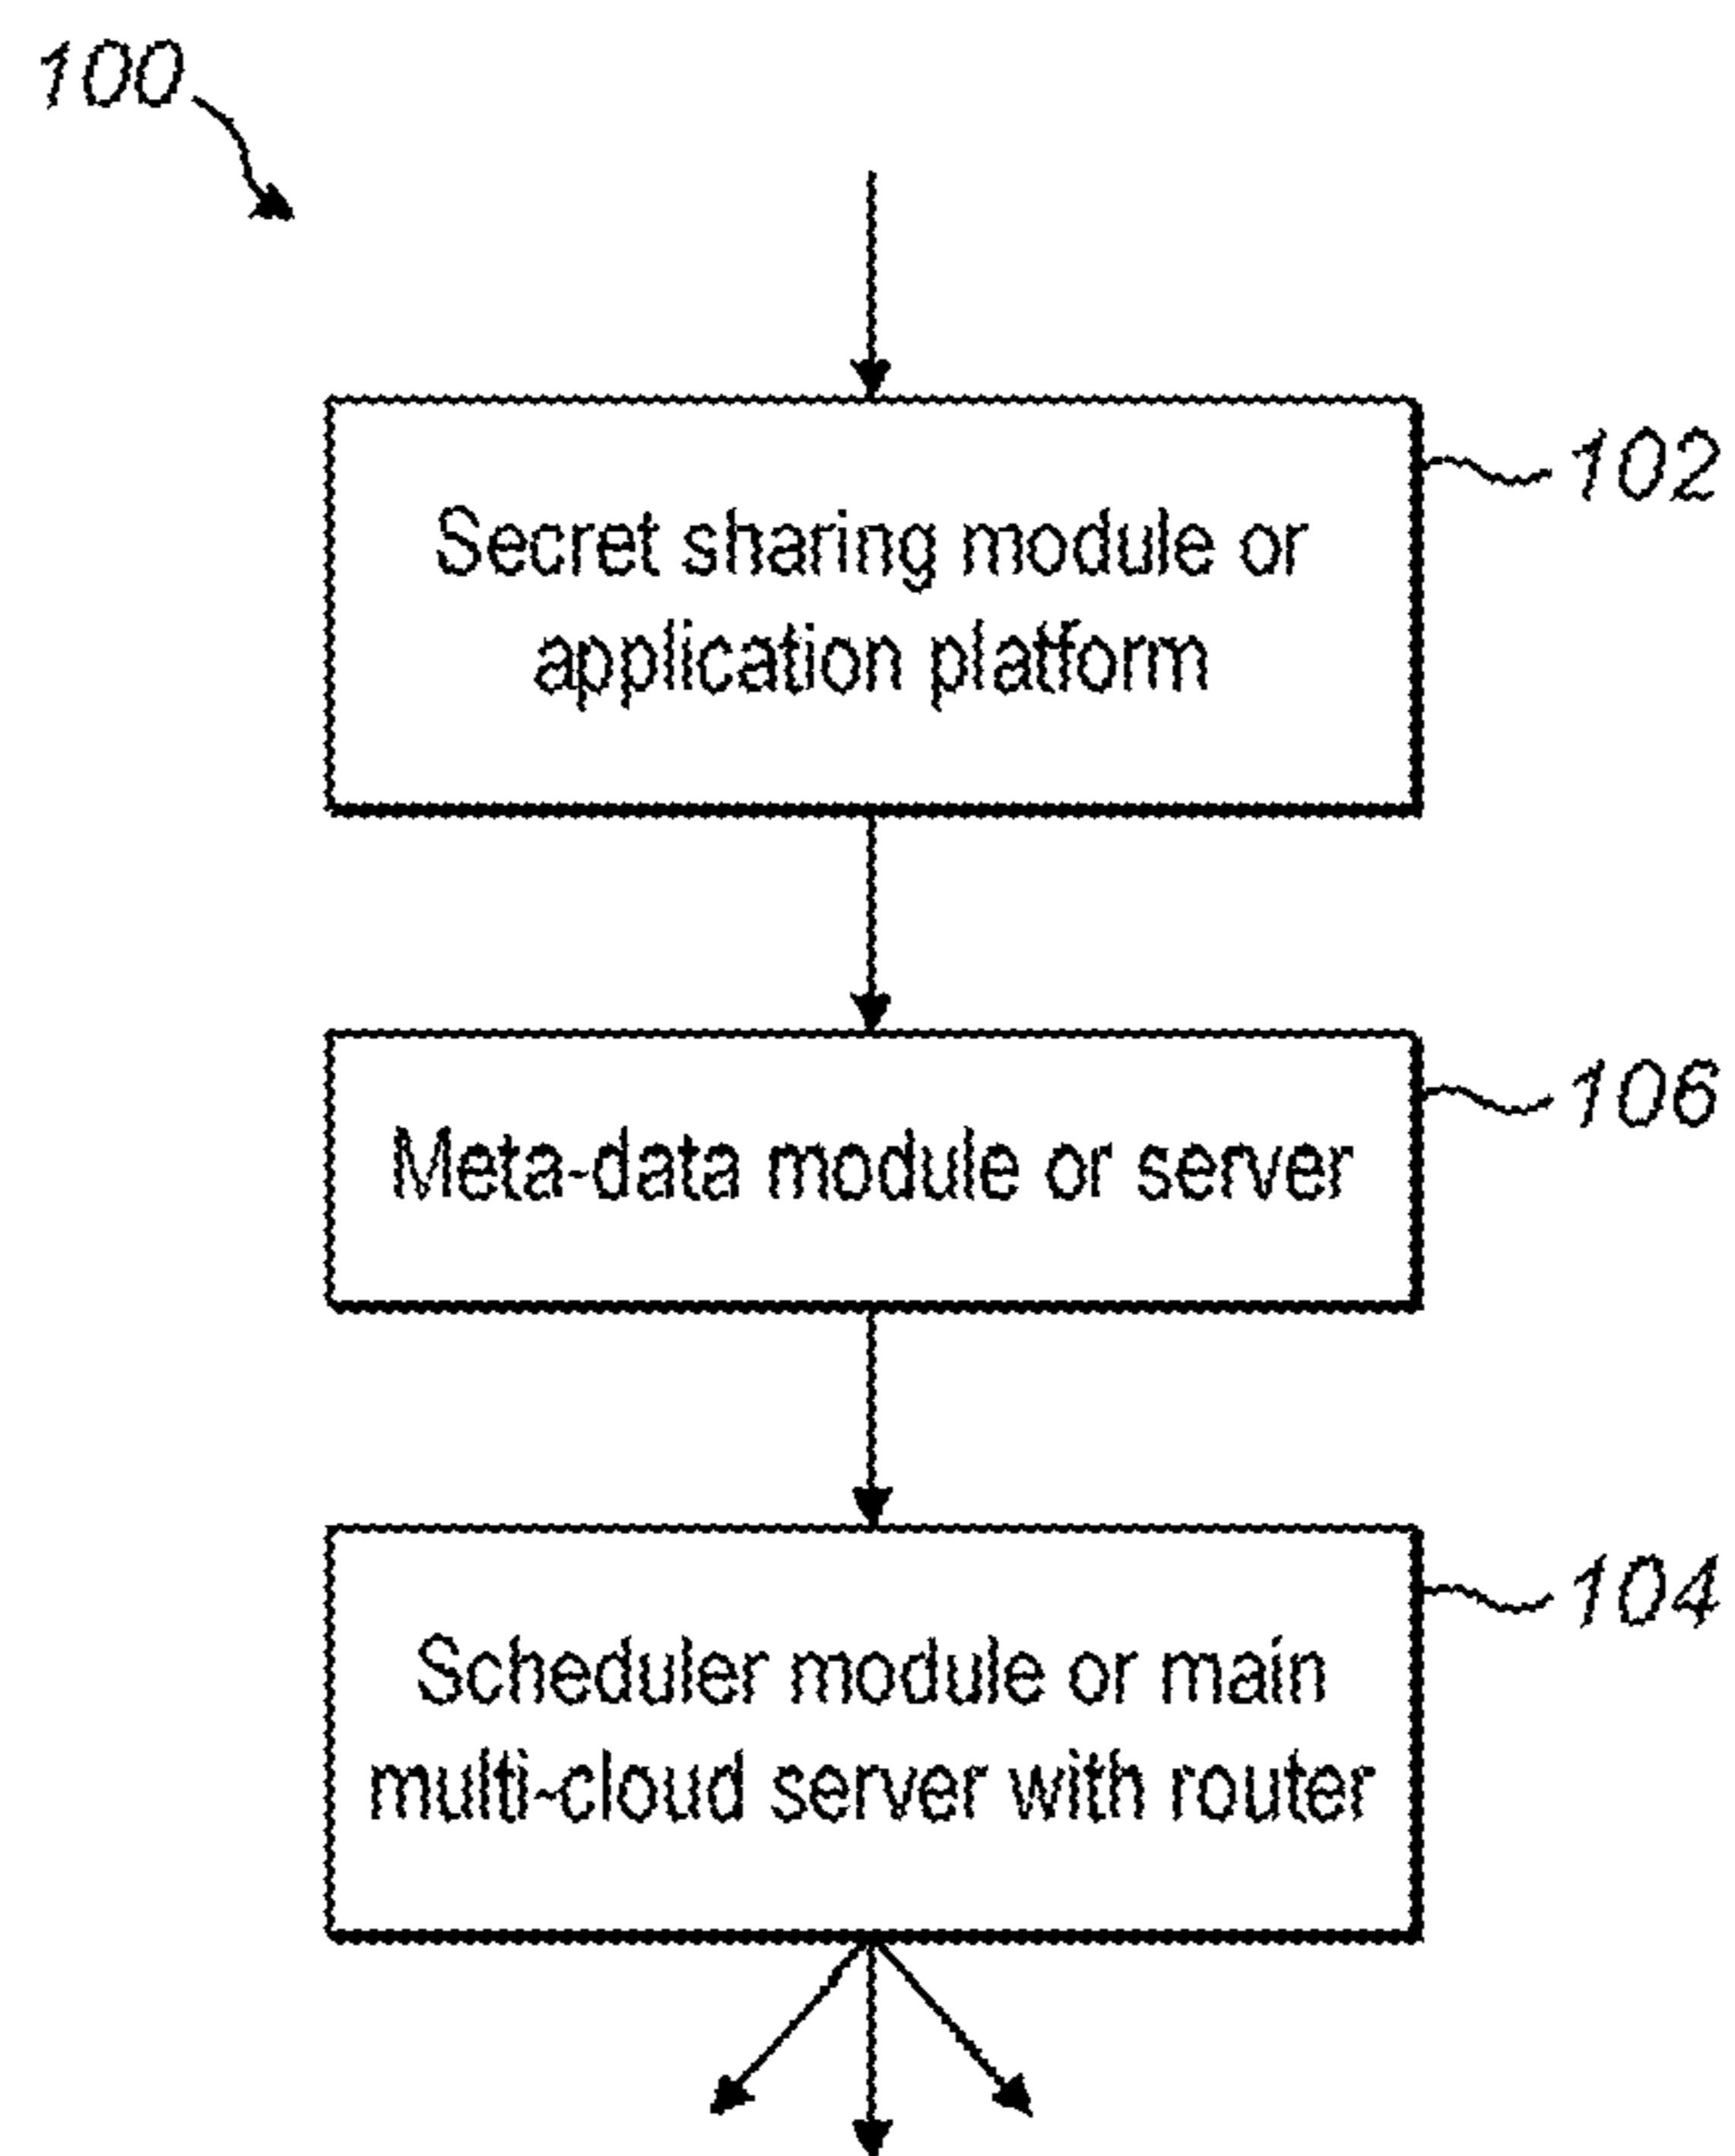 100
102
Secret sharing module or
application platform
106
Meta-data module or server
104
Scheduler module or main
multi-cloud server with router